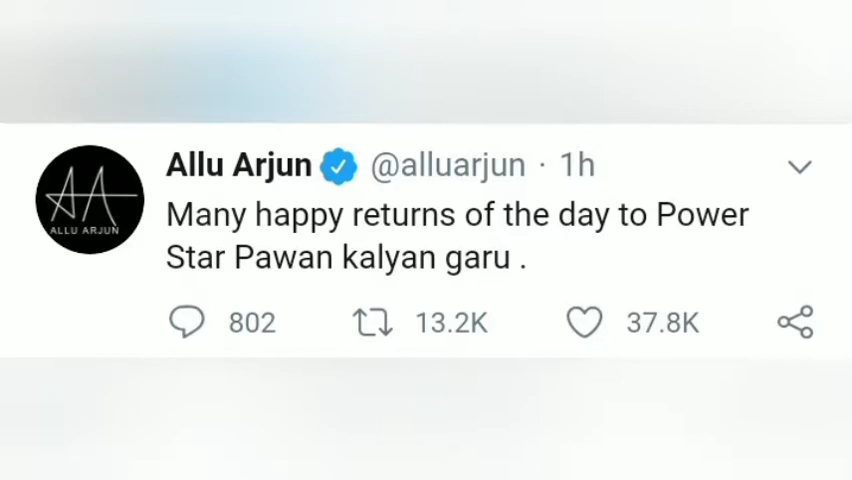 Allu Arjun @alluarjun · 1h
Many happy returns of the day to Power
Star Pawan kalyan garu .
ALLU ARJUN
802 13.2K 37.8K